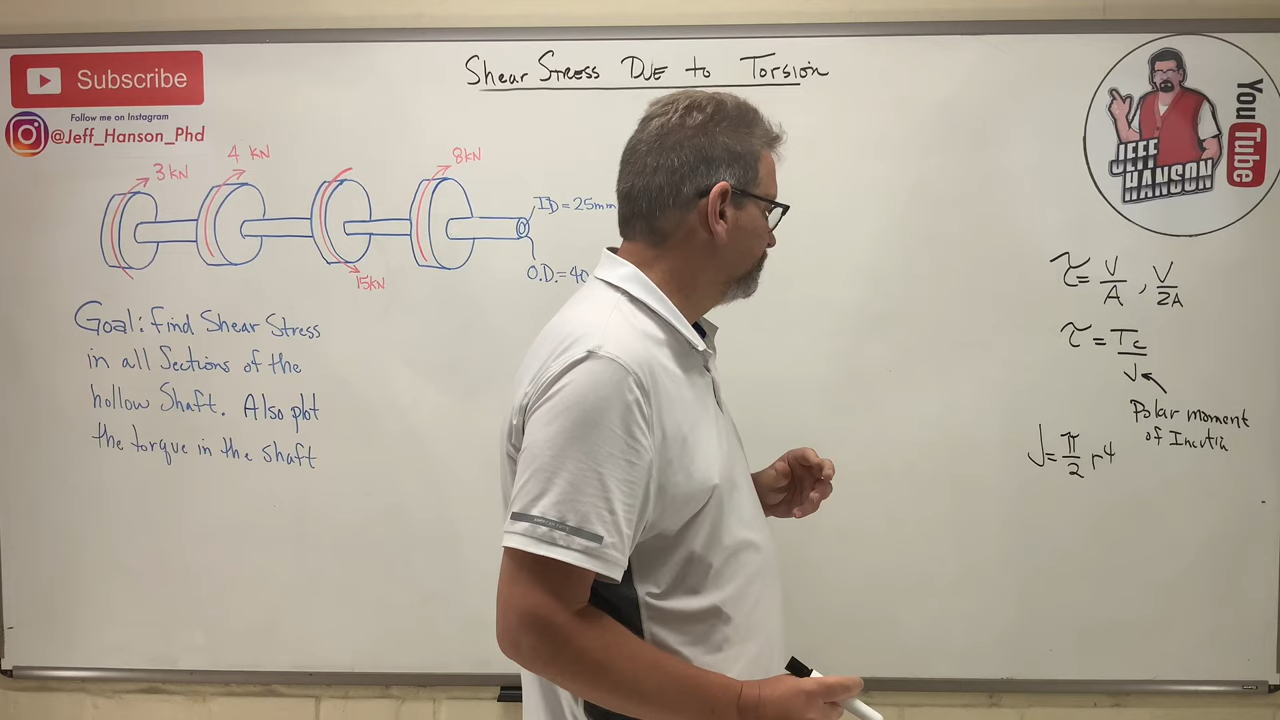 Shear STRESS DUE to Torsion
Subscribe
Follow me on Instagram
@Jeff_Hanson_Phd
JEFF
HANSON
YouTube
3 kN
4 kN
8kN
15kN
ID = 25mm
O.D. = 40
Goal: find Shear Stress
in all Sections of the
hollow Shaft. Also plot
the torque in the shaft
τ = V/A , V/2A
τ = Tc/J
Polar moment
of Inertia
J = π/2 r⁴